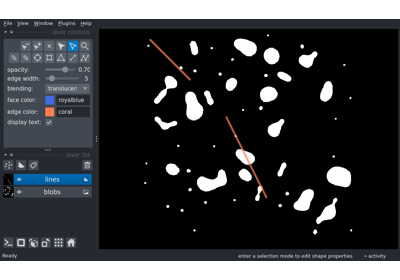 File View Window Plugins Help
layer controls
opacity: 0.70
edge width: 5
blending: translucen
face color: royalblue
edge color: coral
display text:
layer list
lines
blobs
Ready enter a selection mode to edit shape properties activity